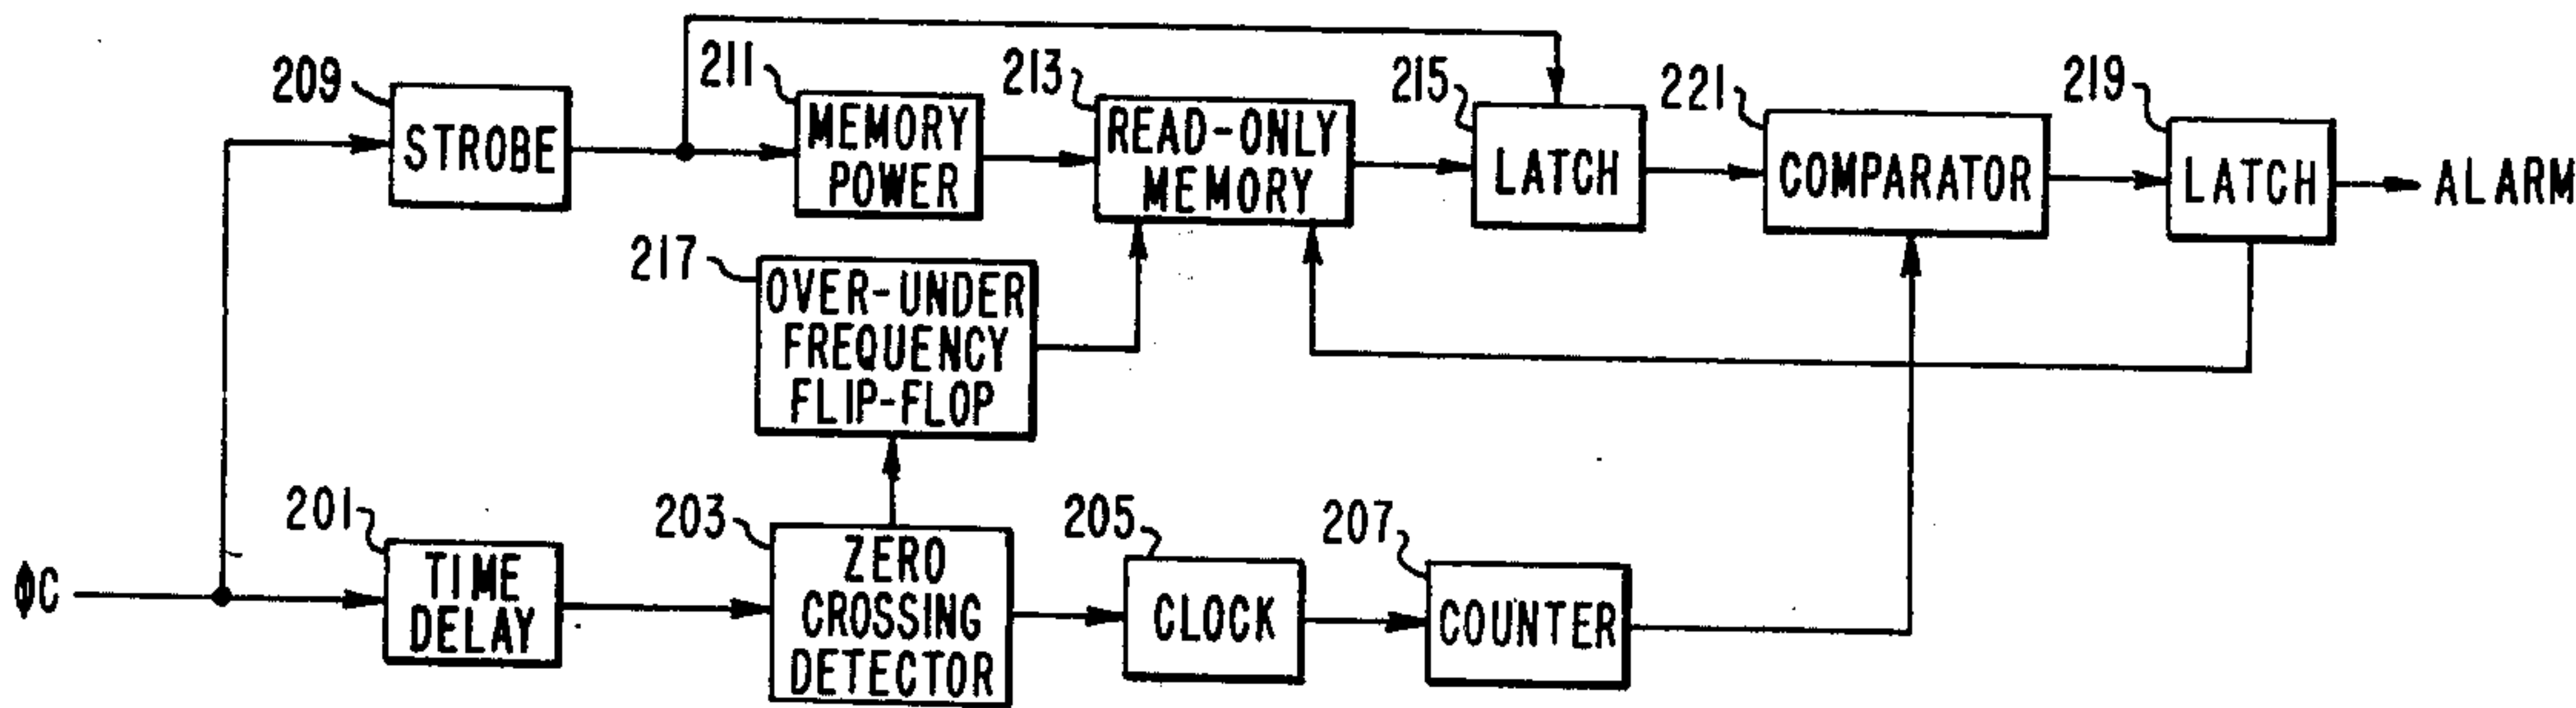 209
STROBE
211
MEMORY
POWER
213
READ-ONLY
MEMORY
215
LATCH
221
COMPARATOR
219
LATCH
ALARM
217
OVER-UNDER
FREQUENCY
FLIP-FLOP
ΦC
201
TIME
DELAY
203
ZERO
CROSSING
DETECTOR
205
CLOCK
207
COUNTER